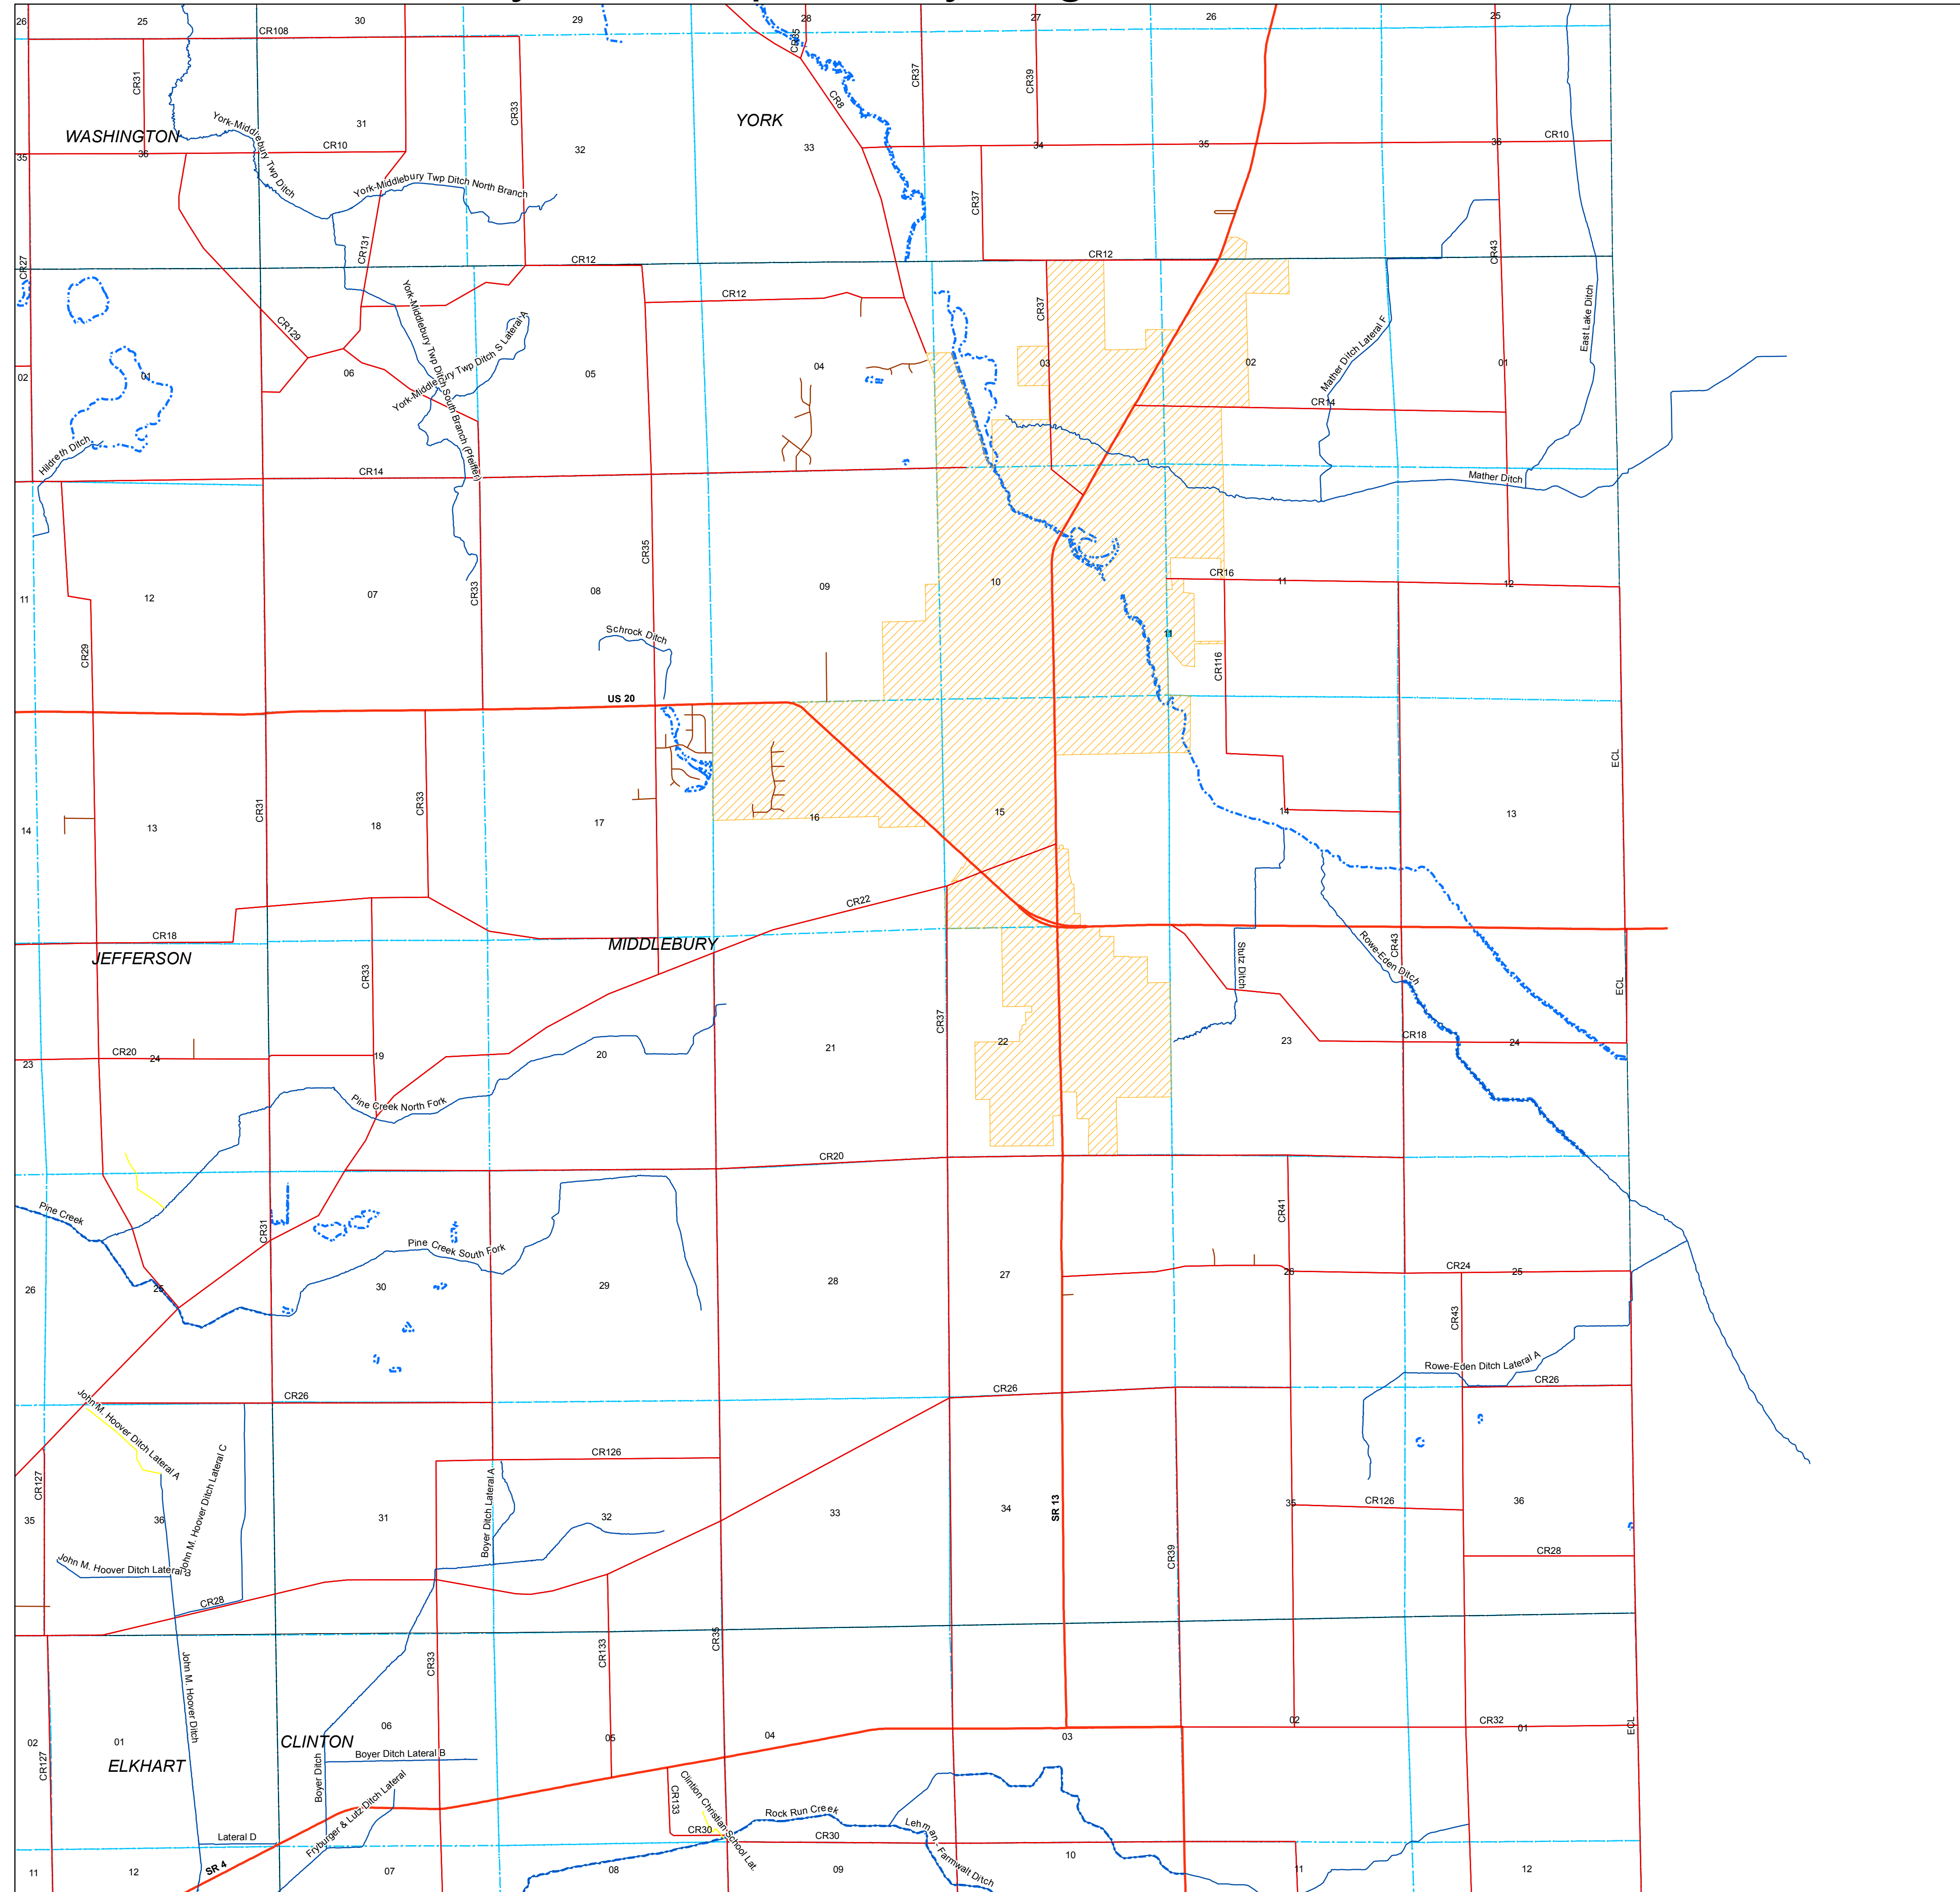 26
25
30
29
28
27
26
25
CR108
CR31
CR33
CR35
CR37
CR39
CR8
York-Middlebury Twp Ditch
WASHINGTON
YORK
31
32
33
34
35
36
CR10
35
36
CR10
York-Middlebury Twp Ditch North Branch
CR37
CR131
CR43
CR27
CR12
CR12
CR12
CR37
East Lake Ditch
CR129
York-Middlebury Twp Ditch South Branch (Pfeiffer)
York-Middlebury Twp Ditch S Lateral A
Mather Ditch Lateral F
02
01
06
05
04
03
02
01
CR14
Hildreth Ditch
CR14
Mather Ditch
CR35
CR33
CR16
11
12
07
08
09
10
11
12
11
Schrock Ditch
CR29
CR116
US 20
ECL
CR31
CR33
14
13
18
17
16
15
14
13
CR22
CR18
MIDDLEBURY
JEFFERSON
CR33
Stutz Ditch
Rowe-Eden Ditch
CR43
ECL
CR37
CR18
CR20
23
24
19
20
21
22
23
24
Pine Creek North Fork
CR20
Pine Creek
CR31
CR41
Pine Creek South Fork
CR24
26
25
30
29
28
27
26
25
CR43
Rowe-Eden Ditch Lateral A
CR26
CR26
CR26
John M. Hoover Ditch Lateral A
CR126
CR127
John M. Hoover Ditch Lateral C
Boyer Ditch Lateral A
SR 13
CR126
35
36
31
32
33
34
35
36
CR39
CR28
John M. Hoover Ditch Lateral B
CR28
CR35
CR133
CR33
John M. Hoover Ditch
02
01
06
05
04
03
02
01
CR32
ECL
CLINTON
ELKHART
CR127
Boyer Ditch
Boyer Ditch Lateral B
Fryburger & Lutz Ditch Lateral
CR133
Clintion Christian School Lat.
Rock Run Creek
Lehman Farmwalt Ditch
Lateral D
CR30
CR30
SR 4
11
12
07
08
09
10
11
12